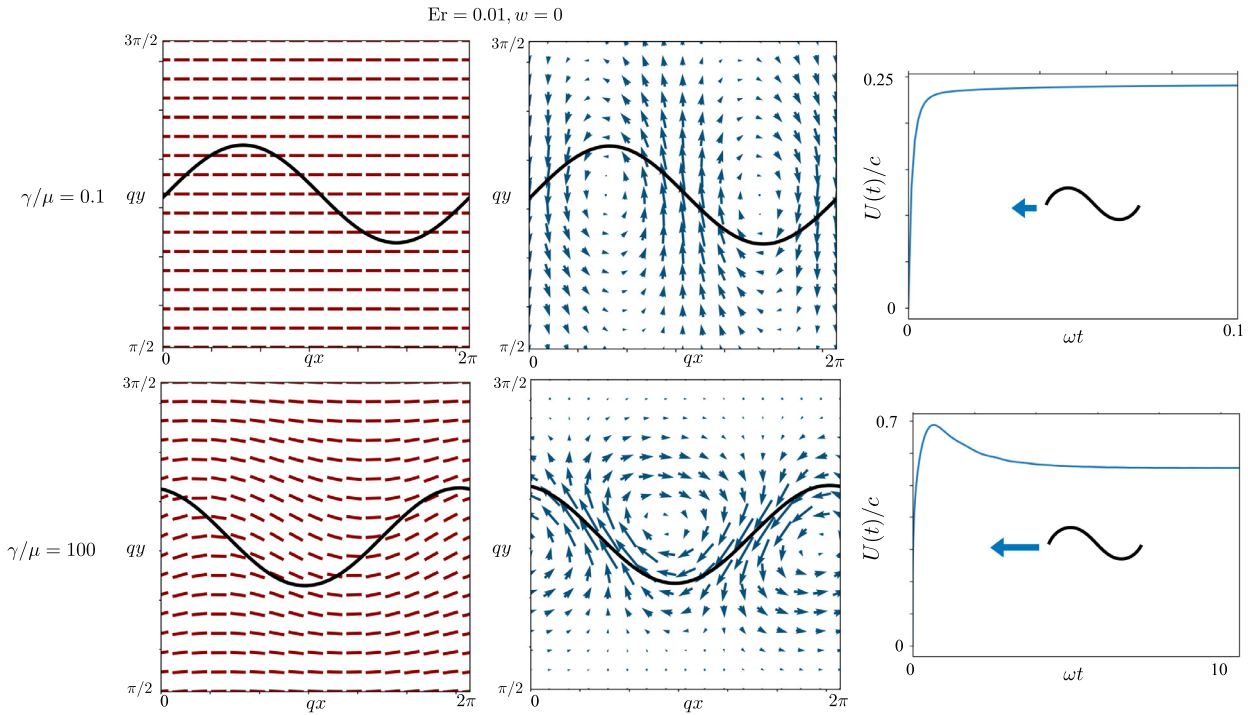 Er = 0.01, w = 0
3π/2
qy
π/2
0
qx
2π
3π/2
qy
π/2
0
qx
2π
0.25
U(t)/c
0
0
ωt
0.1
γ/μ = 0.1
3π/2
qy
π/2
0
qx
2π
3π/2
qy
π/2
0
qx
2π
0.7
U(t)/c
0
0
ωt
10
γ/μ = 100